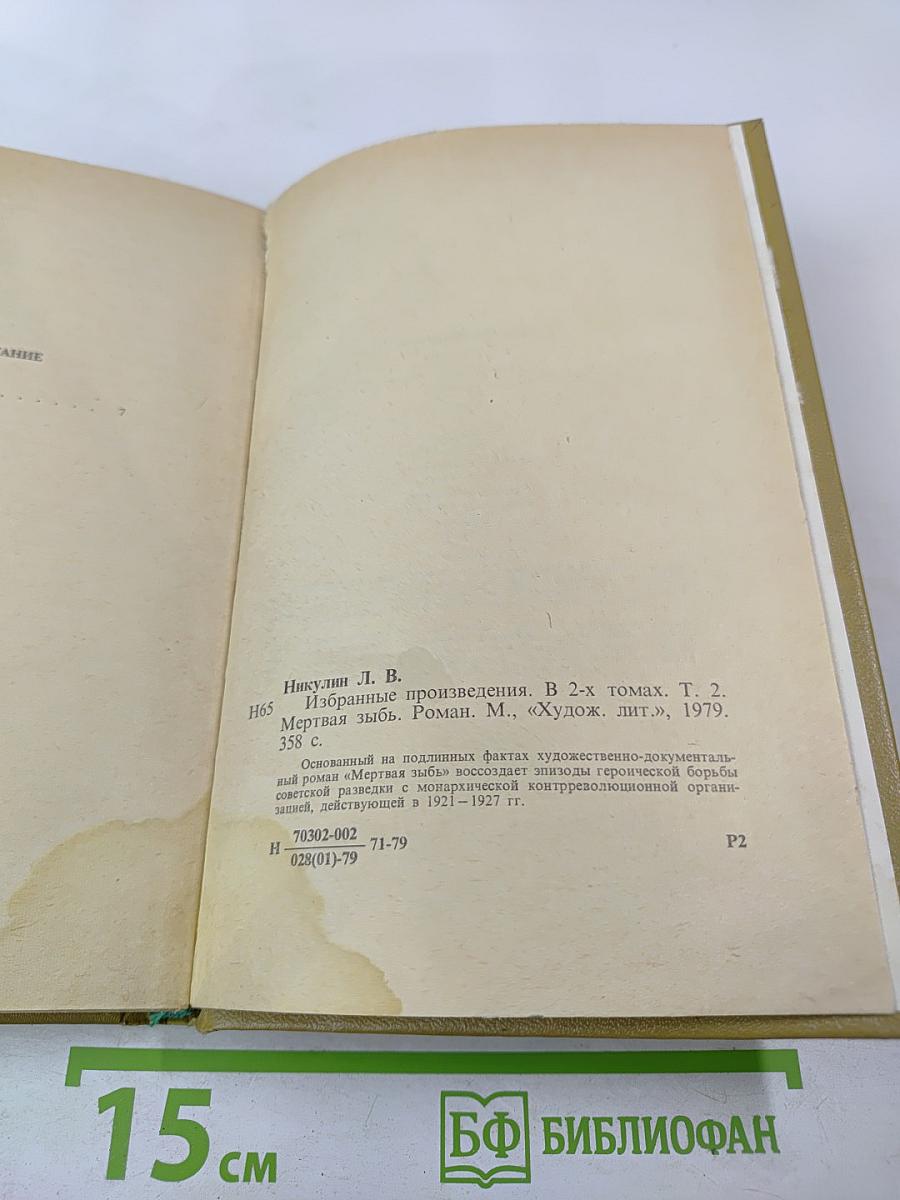 7
Никулин Л. В.
Н65 Избранные произведения. В 2-х томах. Т. 2.
Мертвая зыбь. Роман. М., «Худож. лит.», 1979.
358 с.
Основанный на подлинных фактах художественно-документаль-
ный роман «Мертвая зыбь» воссоздает эпизоды героической борьбы
советской разведки с монархической контрреволюционной органи-
зацией, действующей в 1921—1927 гг.
Н 70302-002 71-79 Р2
028(01)-79
15 см
БФ БИБЛИОФАН